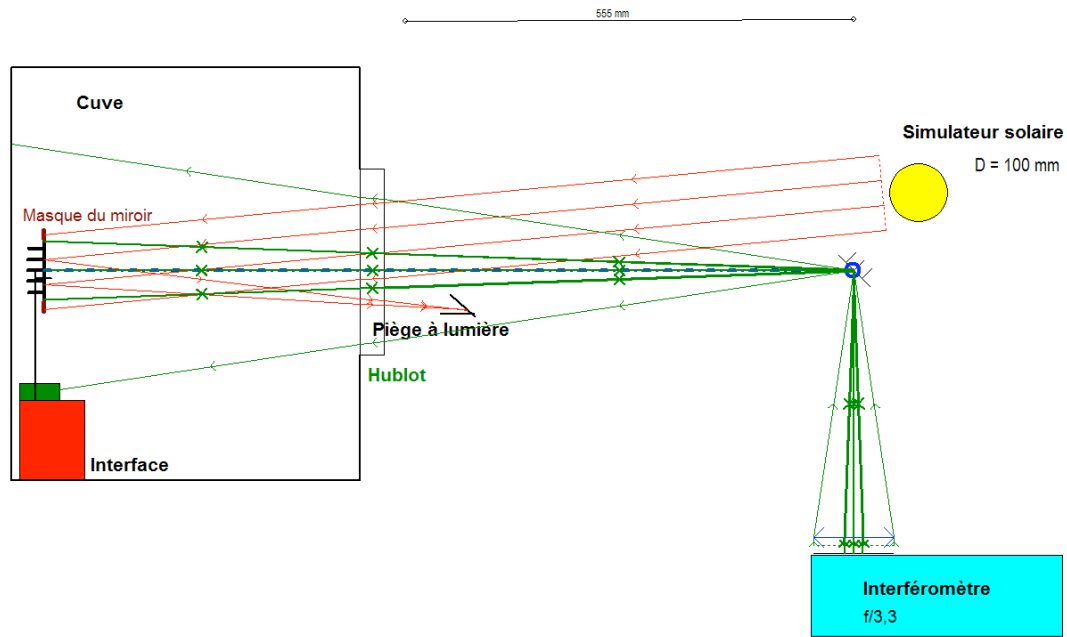 555 mm
Cuve
Simulateur solaire
D = 100 mm
Masque du miroir
Piège à lumière
Hublot
Interface
Interféromètre
f/3,3